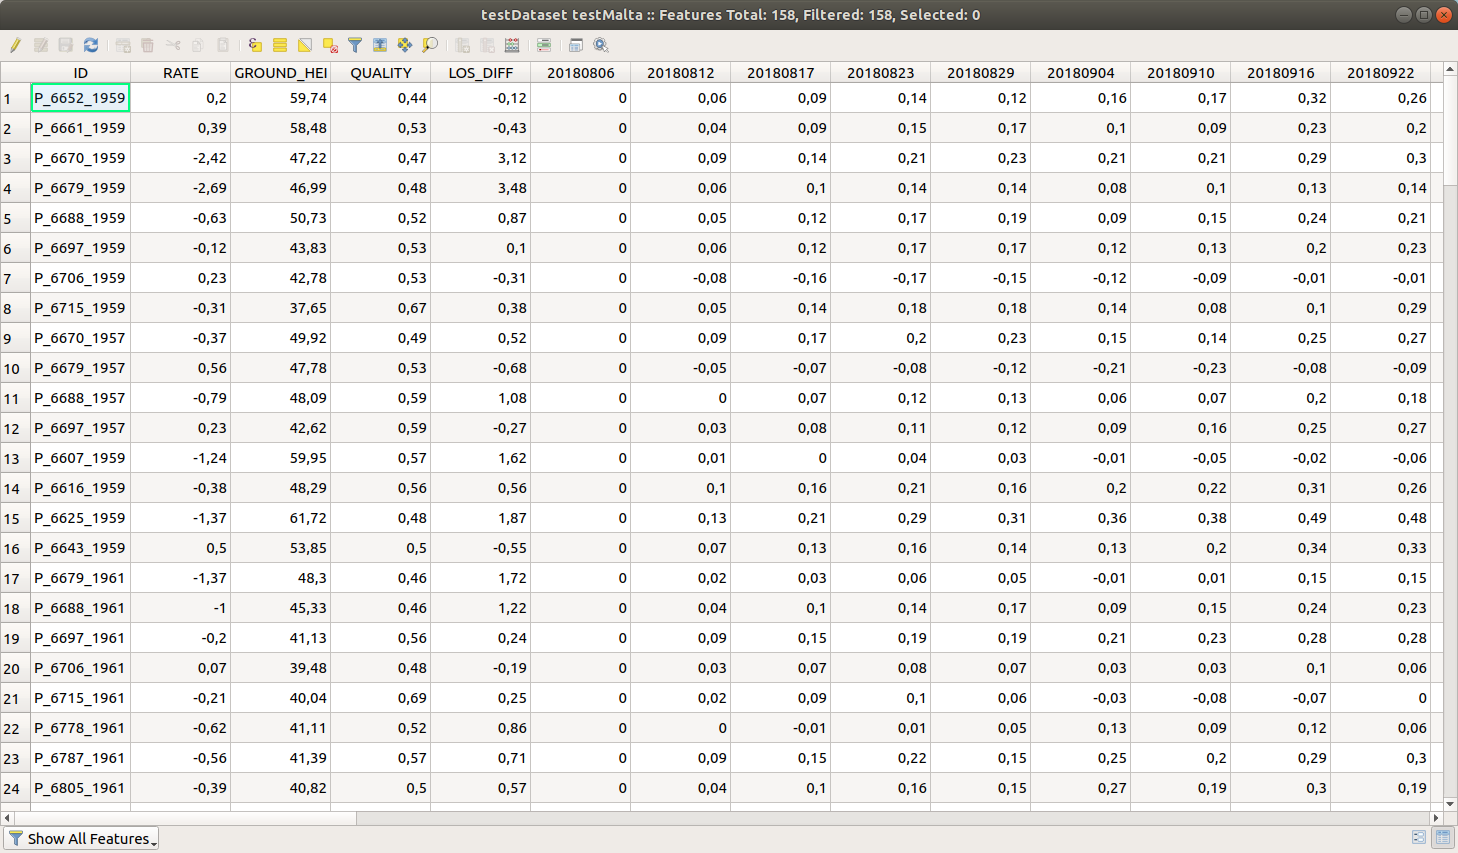 testDataset testMalta :: Features Total: 158, Filtered: 158, Selected: 0
ID RATE GROUND_HEI QUALITY LOS_DIFF 20180806 20180812 20180817 20180823 20180829 20180904 20180910 20180916 20180922
1 P_6652_1959 0,2 59,74 0,44 -0,12 0 0,06 0,09 0,14 0,12 0,16 0,17 0,32 0,26
2 P_6661_1959 0,39 58,48 0,53 -0,43 0 0,04 0,09 0,15 0,17 0,1 0,09 0,23 0,2
3 P_6670_1959 -2,42 47,22 0,47 3,12 0 0,09 0,14 0,21 0,23 0,21 0,21 0,29 0,3
4 P_6679_1959 -2,69 46,99 0,48 3,48 0 0,06 0,1 0,14 0,14 0,08 0,1 0,13 0,14
5 P_6688_1959 -0,63 50,73 0,52 0,87 0 0,05 0,12 0,17 0,19 0,09 0,15 0,24 0,21
6 P_6697_1959 -0,12 43,83 0,53 0,1 0 0,06 0,12 0,17 0,17 0,12 0,13 0,2 0,23
7 P_6706_1959 0,23 42,78 0,53 -0,31 0 -0,08 -0,16 -0,17 -0,15 -0,12 -0,09 -0,01 -0,01
8 P_6715_1959 -0,31 37,65 0,67 0,38 0 0,05 0,14 0,18 0,18 0,14 0,08 0,1 0,29
9 P_6670_1957 -0,37 49,92 0,49 0,52 0 0,09 0,17 0,2 0,23 0,15 0,14 0,25 0,27
10 P_6679_1957 0,56 47,78 0,53 -0,68 0 -0,05 -0,07 -0,08 -0,12 -0,21 -0,23 -0,08 -0,09
11 P_6688_1957 -0,79 48,09 0,59 1,08 0 0 0,07 0,12 0,13 0,06 0,07 0,2 0,18
12 P_6697_1957 0,23 42,62 0,59 -0,27 0 0,03 0,08 0,11 0,12 0,09 0,16 0,25 0,27
13 P_6607_1959 -1,24 59,95 0,57 1,62 0 0,01 0 0,04 0,03 -0,01 -0,05 -0,02 -0,06
14 P_6616_1959 -0,38 48,29 0,56 0,56 0 0,1 0,16 0,21 0,16 0,2 0,22 0,31 0,26
15 P_6625_1959 -1,37 61,72 0,48 1,87 0 0,13 0,21 0,29 0,31 0,36 0,38 0,49 0,48
16 P_6643_1959 0,5 53,85 0,5 -0,55 0 0,07 0,13 0,16 0,14 0,13 0,2 0,34 0,33
17 P_6679_1961 -1,37 48,3 0,46 1,72 0 0,02 0,03 0,06 0,05 -0,01 0,01 0,15 0,15
18 P_6688_1961 -1 45,33 0,46 1,22 0 0,04 0,1 0,14 0,17 0,09 0,15 0,24 0,23
19 P_6697_1961 -0,2 41,13 0,56 0,24 0 0,09 0,15 0,19 0,19 0,21 0,23 0,28 0,28
20 P_6706_1961 0,07 39,48 0,48 -0,19 0 0,03 0,07 0,08 0,07 0,03 0,03 0,1 0,06
21 P_6715_1961 -0,21 40,04 0,69 0,25 0 0,02 0,09 0,1 0,06 -0,03 -0,08 -0,07 0
22 P_6778_1961 -0,62 41,11 0,52 0,86 0 0 -0,01 0,01 0,05 0,13 0,09 0,12 0,06
23 P_6787_1961 -0,56 41,39 0,57 0,71 0 0,09 0,15 0,22 0,15 0,25 0,2 0,29 0,3
24 P_6805_1961 -0,39 40,82 0,5 0,57 0 0,04 0,1 0,16 0,15 0,27 0,19 0,3 0,19
Show All Features